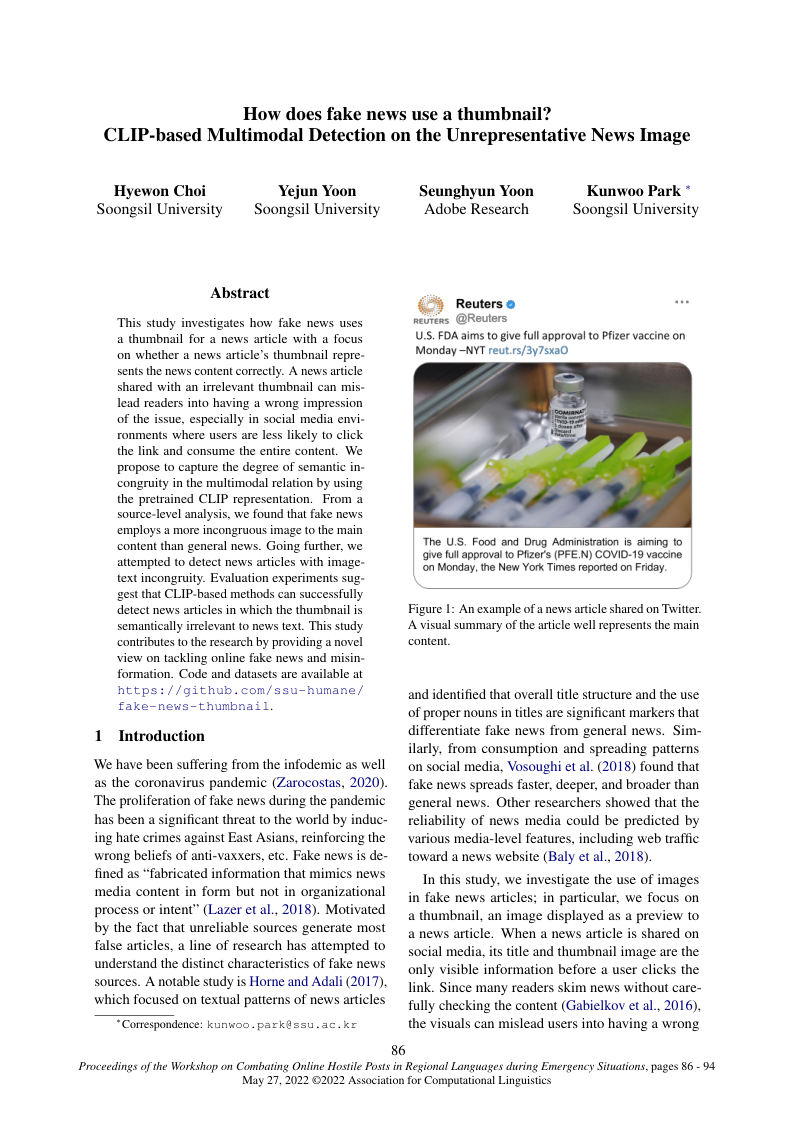 How does fake news use a thumbnail?
CLIP-based Multimodal Detection on the Unrepresentative News Image
Hyewon Choi
Soongsil University
Yejun Yoon
Soongsil University
Seunghyun Yoon
Adobe Research
Kunwoo Park *
Soongsil University
Abstract
This study investigates how fake news uses
a thumbnail for a news article with a focus
on whether a news article's thumbnail repre-
sents the news content correctly. A news article
shared with an irrelevant thumbnail can mis-
lead readers into having a wrong impression
of the issue, especially in social media envi-
ronments where users are less likely to click
the link and consume the entire content. We
propose to capture the degree of semantic in-
congruity in the multimodal relation by using
the pretrained CLIP representation. From a
source-level analysis, we found that fake news
employs a more incongruous image to the main
content than general news. Going further, we
attempted to detect news articles with image-
text incongruity. Evaluation experiments sug-
gest that CLIP-based methods can successfully
detect news articles in which the thumbnail is
semantically irrelevant to news text. This study
contributes to the research by providing a novel
view on tackling online fake news and misin-
formation. Code and datasets are available at
https://github.com/ssu-humane/
fake-news-thumbnail.
1 Introduction
We have been suffering from the infodemic as well
as the coronavirus pandemic (Zarocostas, 2020).
The proliferation of fake news during the pandemic
has been a significant threat to the world by induc-
ing hate crimes against East Asians, reinforcing the
wrong beliefs of anti-vaxxers, etc. Fake news is de-
fined as “fabricated information that mimics news
media content in form but not in organizational
process or intent” (Lazer et al., 2018). Motivated
by the fact that unreliable sources generate most
false articles, a line of research has attempted to
understand the distinct characteristics of fake news
sources. A notable study is Horne and Adali (2017),
which focused on textual patterns of news articles
*Correspondence: kunwoo.park@ssu.ac.kr
REUTERS
Reuters
@Reuters
U.S. FDA aims to give full approval to Pfizer vaccine on
Monday –NYT reut.rs/3y7sxaO
COMIRNATY
The U.S. Food and Drug Administration is aiming to
give full approval to Pfizer's (PFE.N) COVID-19 vaccine
on Monday, the New York Times reported on Friday.
Figure 1: An example of a news article shared on Twitter.
A visual summary of the article well represents the main
content.
and identified that overall title structure and the use
of proper nouns in titles are significant markers that
differentiate fake news from general news. Sim-
ilarly, from consumption and spreading patterns
on social media, Vosoughi et al. (2018) found that
fake news spreads faster, deeper, and broader than
general news. Other researchers showed that the
reliability of news media could be predicted by
various media-level features, including web traffic
toward a news website (Baly et al., 2018).
In this study, we investigate the use of images
in fake news articles; in particular, we focus on
a thumbnail, an image displayed as a preview to
a news article. When a news article is shared on
social media, its title and thumbnail image are the
only visible information before a user clicks the
link. Since many readers skim news without care-
fully checking the content (Gabielkov et al., 2016),
the visuals can mislead users into having a wrong
86
Proceedings of the Workshop on Combating Online Hostile Posts in Regional Languages during Emergency Situations, pages 86 - 94
May 27, 2022 ©2022 Association for Computational Linguistics